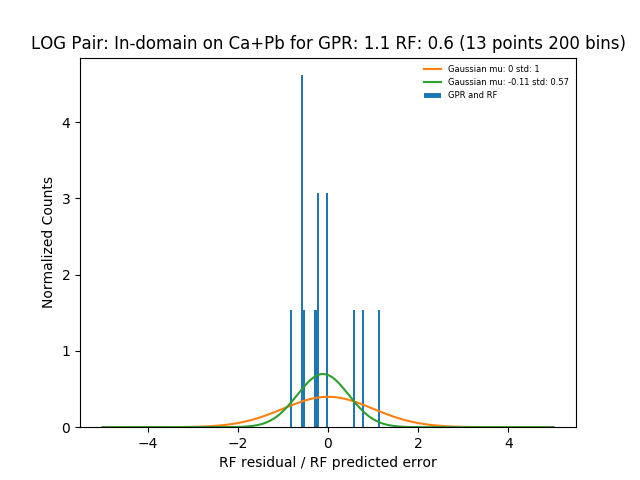 LOG Pair: In-domain on Ca+Pb for GPR: 1.1 RF: 0.6 (13 points 200 bins)
Gaussian mu: 0 std: 1
Gaussian mu: -0.11 std: 0.57
GPR and RF
Normalized Counts
4
3
2
1
0
−4 −2 0 2 4
RF residual / RF predicted error